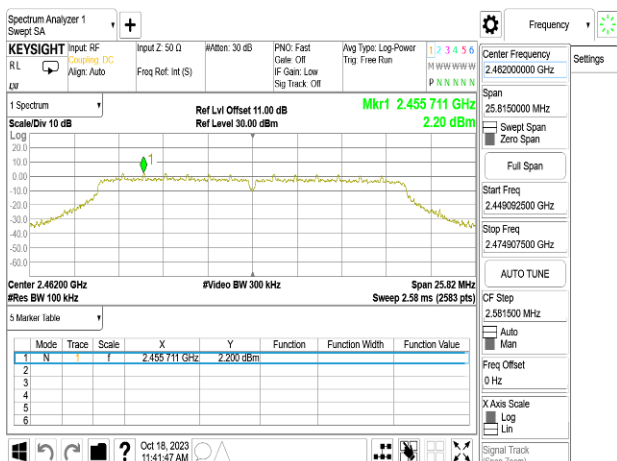 Spectrum Analyzer 1
Swept SA
Frequency
KEYSIGHT
RL
Input: RF
Coupling: DC
Align: Auto
Input Z: 50 Ω
Freq Ref: Int (S)
#Atten: 30 dB
PNO: Fast
Gate: Off
IF Gain: Low
Sig Track: Off
Avg Type: Log-Power
Trig: Free Run
1 2 3 4 5 6
M W W W W W
P N N N N N
Settings
1 Spectrum
Scale/Div 10 dB
Log
Ref Lvl Offset 11.00 dB
Ref Level 30.00 dBm
Mkr1 2.455 711 GHz
2.20 dBm
20.0
10.0
0.00
-10.0
-20.0
-30.0
-40.0
-50.0
-60.0
1
Center 2.46200 GHz
#Res BW 100 kHz
#Video BW 300 kHz
Span 25.82 MHz
Sweep 2.58 ms (2583 pts)
5 Marker Table
Mode Trace Scale X Y Function Function Width Function Value
1 N 1 f 2.455 711 GHz 2.200 dBm
2
3
4
5
6
Oct 18, 2023
11:41:47 AM
?
Center Frequency
2.462000000 GHz
Span
25.8150000 MHz
Swept Span
Zero Span
Full Span
Start Freq
2.449092500 GHz
Stop Freq
2.474907500 GHz
AUTO TUNE
CF Step
2.581500 MHz
Auto
Man
Freq Offset
0 Hz
X Axis Scale
Log
Lin
Signal Track
(Span Zoom)